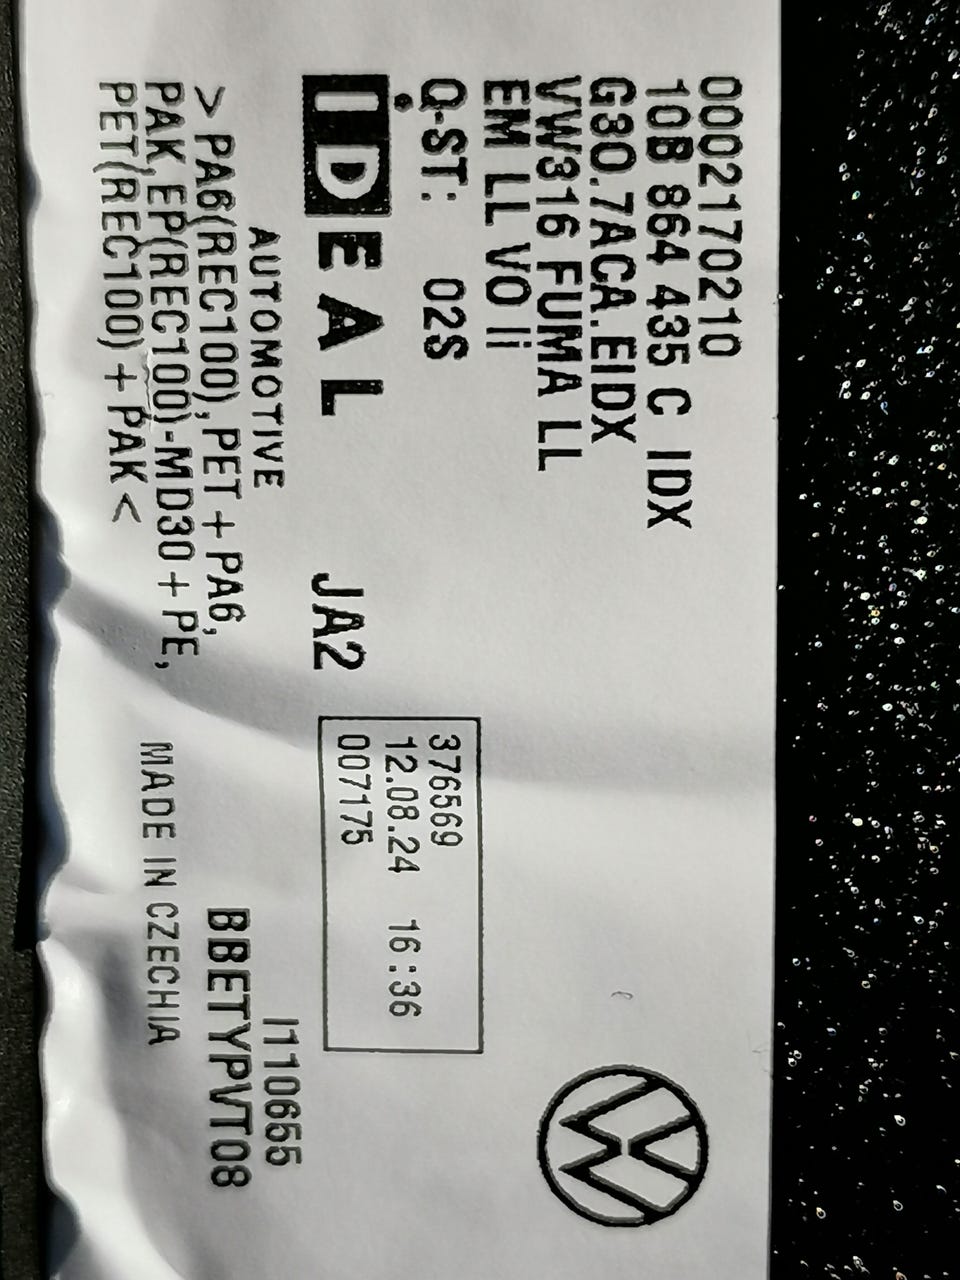 0002170210
10B 864 435 C IDX
G30.7ACA.EIDX
VW316 FUMA LL
EM LL VO li
Q-ST: 02S
IDEAL
AUTOMOTIVE
JA2
376569
12.08.24 16:36
007175
>PA6(REC100),PET+PA6,
PAK,EP(REC100)-MD30+PE,
PET(REC100)+PAK<
I110655
BBETYPVT08
MADE IN CZECHIA